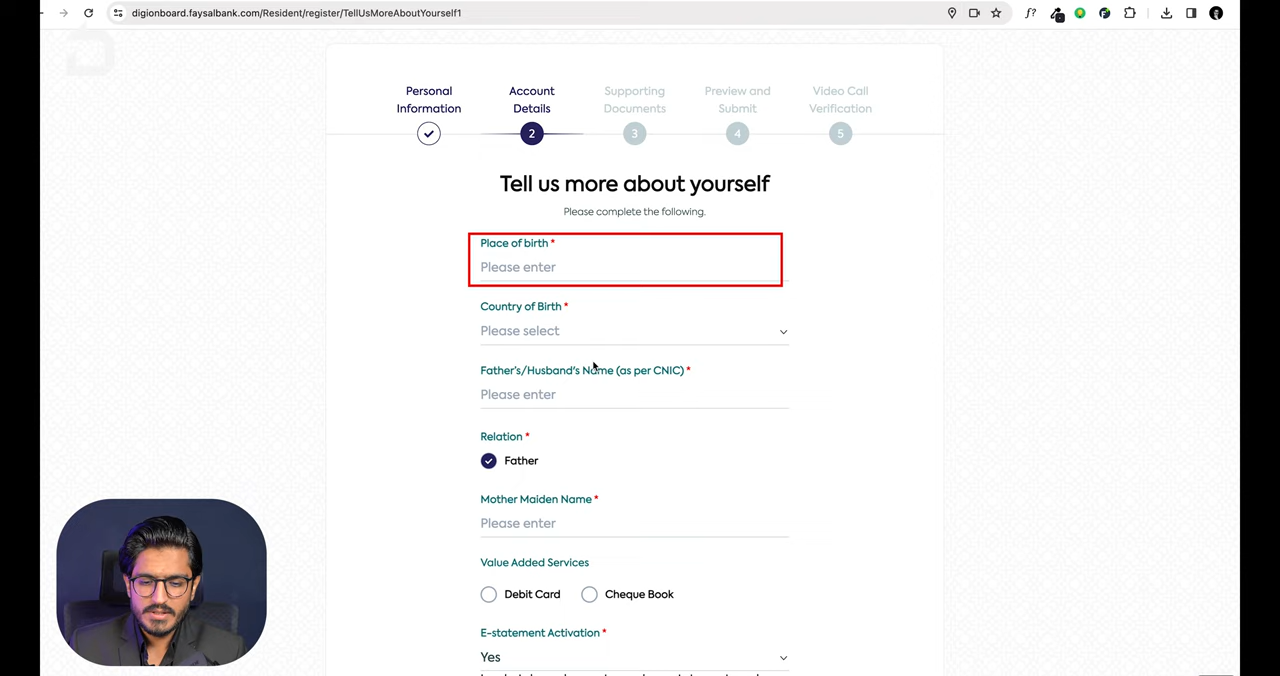 digionboard.faysalbank.com/Resident/register/TellUsMoreAboutYourself1
f?
Personal Information
Account Details
Supporting Documents
Preview and Submit
Video Call Verification
2
3
4
5
Tell us more about yourself
Please complete the following.
Place of birth *
Please enter
Country of Birth *
Please select
Father's/Husband's Name (as per CNIC) *
Please enter
Relation *
Father
Mother Maiden Name *
Please enter
Value Added Services
Debit Card Cheque Book
E-statement Activation *
Yes